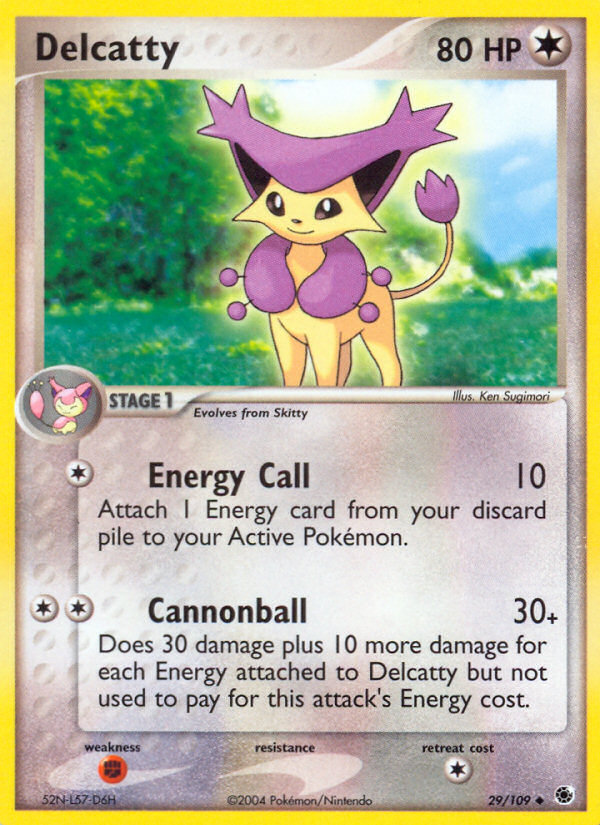 Delcatty
80 HP
Illus. Ken Sugimori
STAGE 1
Evolves from Skitty
Energy Call 10
Attach 1 Energy card from your discard
pile to your Active Pokémon.
Cannonball 30+
Does 30 damage plus 10 more damage for
each Energy attached to Delcatty but not
used to pay for this attack's Energy cost.
weakness resistance retreat cost
52N-L57-D6H ©2004 Pokémon/Nintendo 29/109